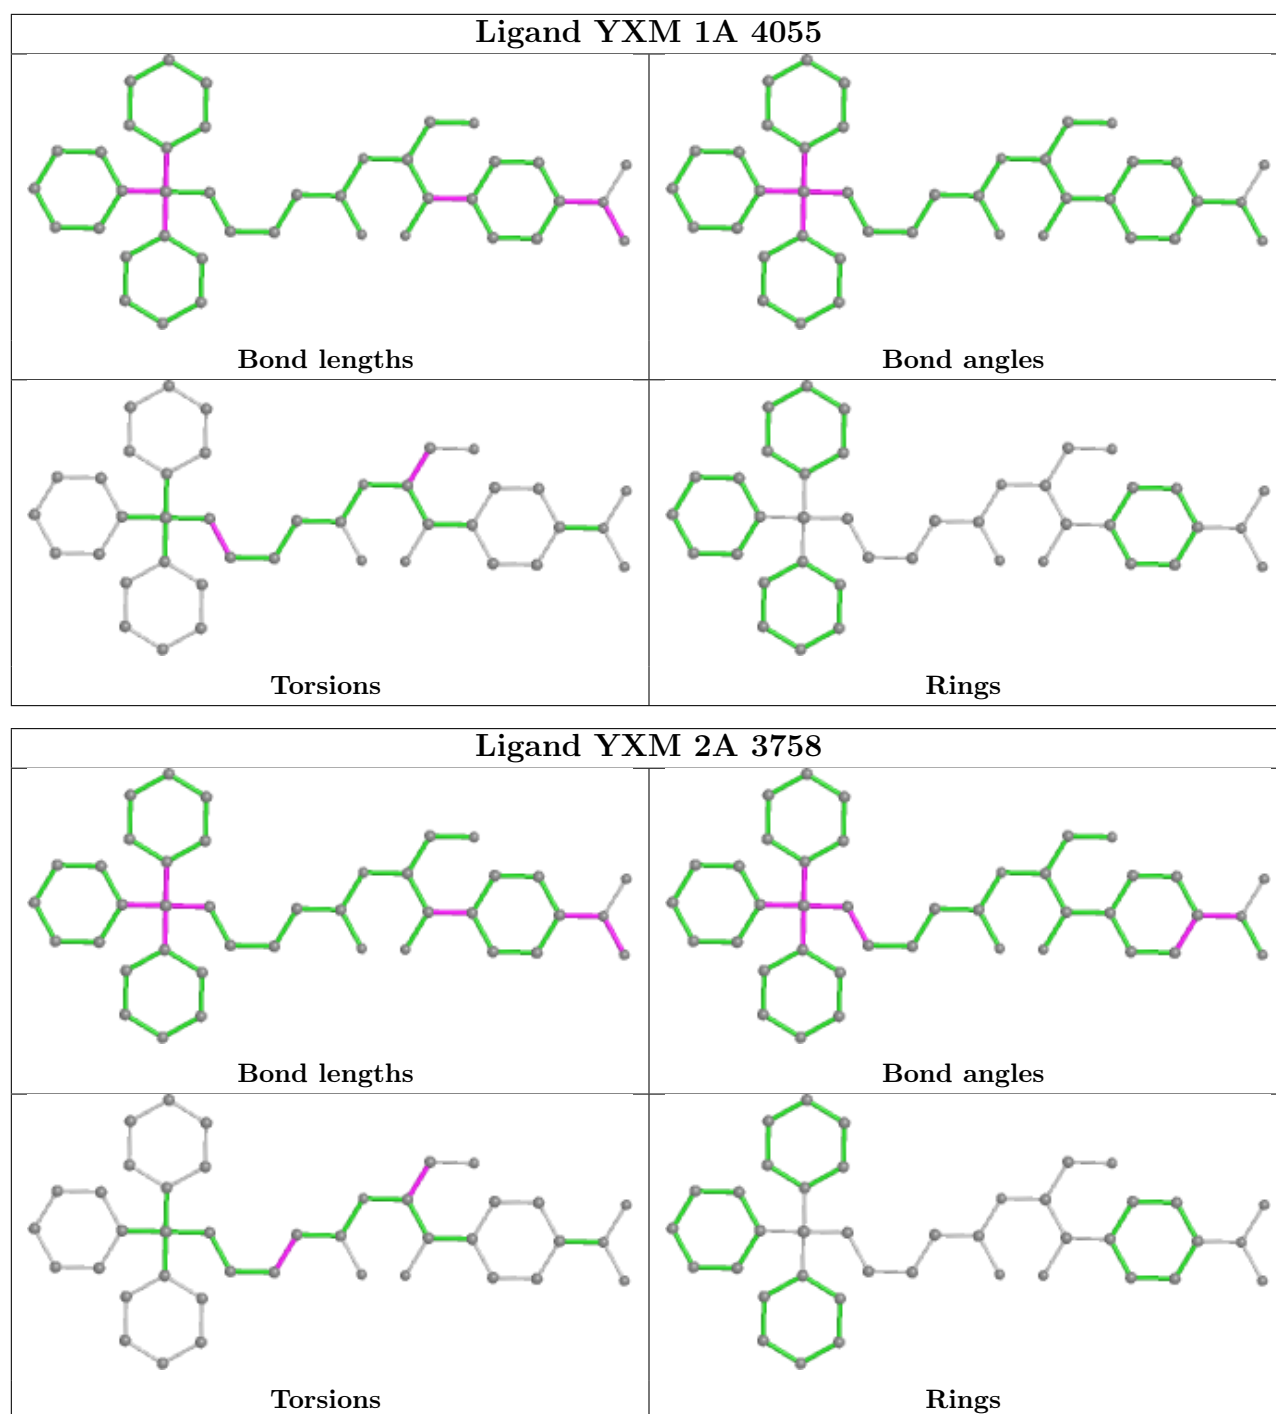 Ligand YXM 1A 4055
Bond lengths
Bond angles
Torsions
Rings
Ligand YXM 2A 3758
Bond lengths
Bond angles
Torsions
Rings